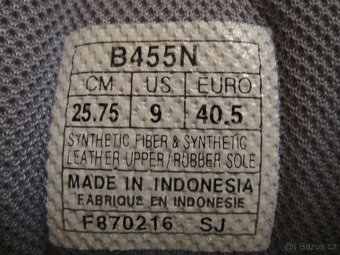 B455N
CM US EURO
25.75 9 40.5
SYNTHETIC FIBER & SYNTHETIC
LEATHER UPPER/RUBBER SOLE
MADE IN INDONESIA
FABRIQUE EN INDONESIE
F870216 SJ
Bazos.cz